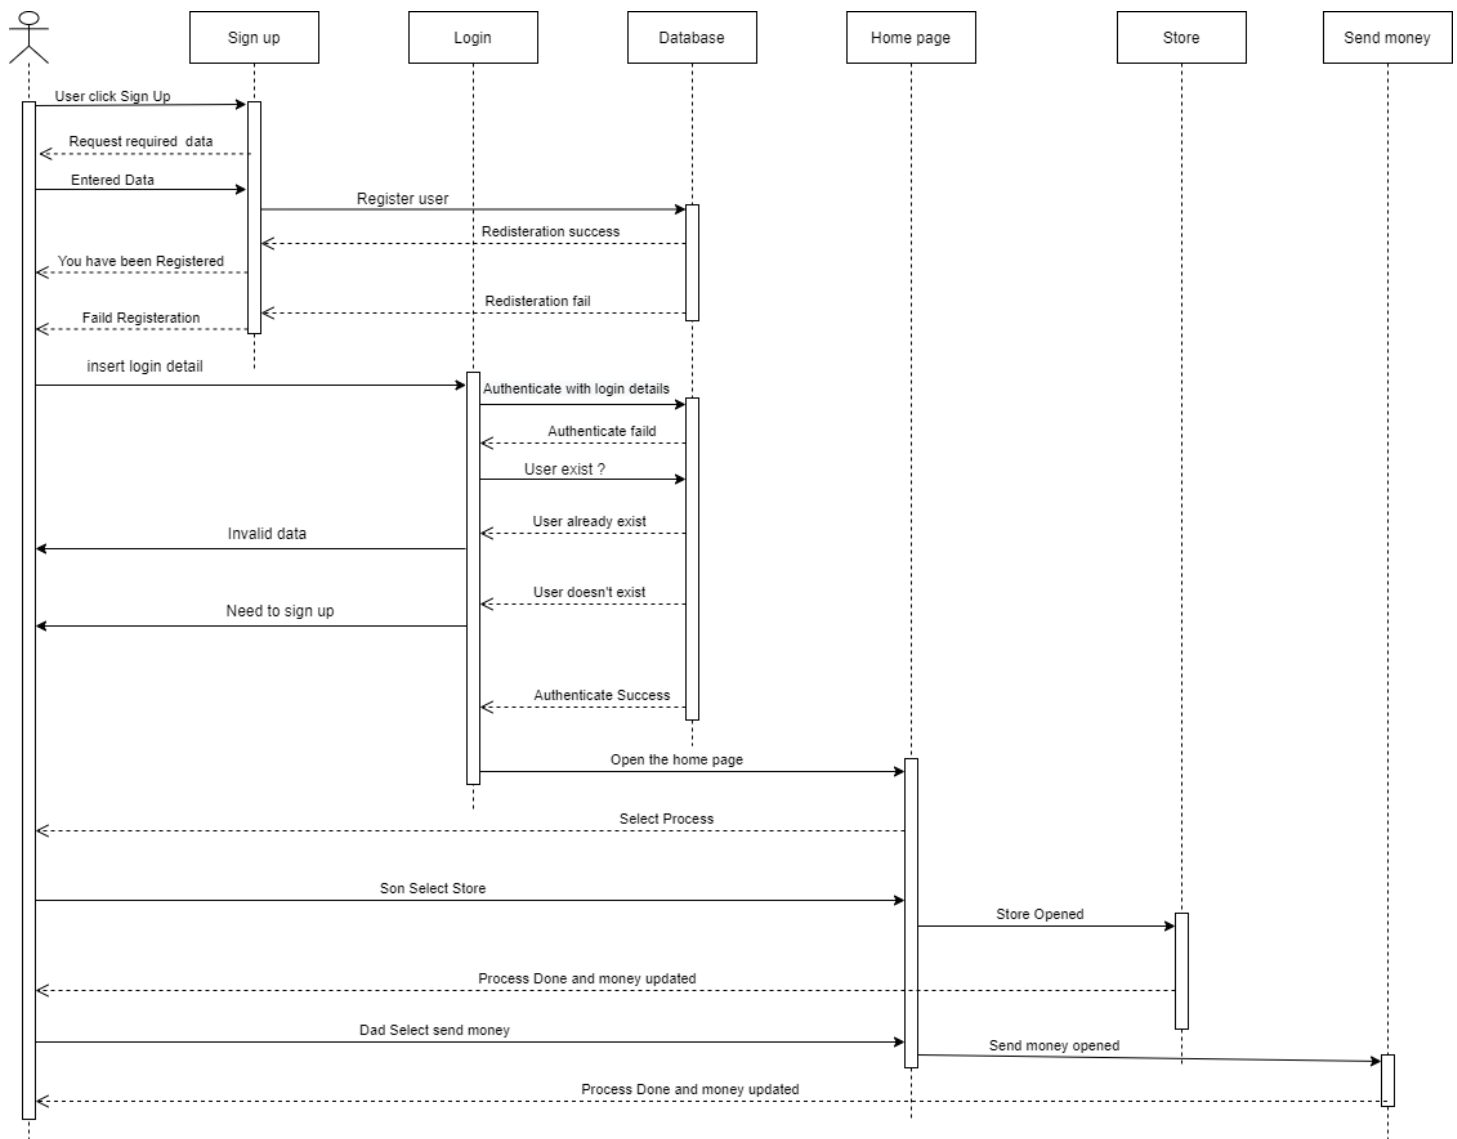 Sign up
Login
Database
Home page
Store
Send money
User click Sign Up
Request required data
Entered Data
Register user
Redisteration success
You have been Registered
Redisteration fail
Faild Registeration
insert login detail
Authenticate with login details
Authenticate faild
User exist ?
User already exist
Invalid data
User doesn't exist
Need to sign up
Authenticate Success
Open the home page
Select Process
Son Select Store
Store Opened
Process Done and money updated
Dad Select send money
Send money opened
Process Done and money updated